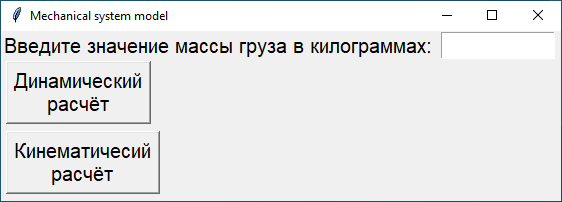 Mechanical system model
Введите значение массы груза в килограммах:
Динамический
расчёт
Кинематичесий
расчёт